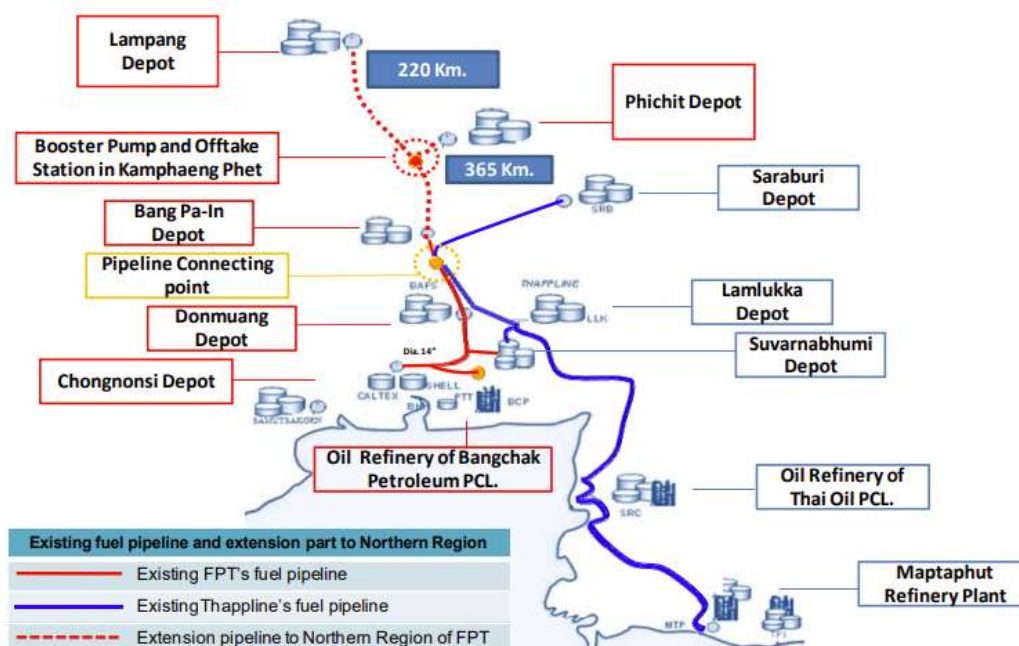 Lampang
Depot
220 Km.
Phichit Depot
Booster Pump and Offtake
Station in Kamphaeng Phet
365 Km.
Saraburi
Depot
SRB
Bang Pa-In
Depot
Pipeline Connecting
point
BAFS
THAPPLINE
LLK
Lamlukka
Depot
Donmuang
Depot
Suvarnabhumi
Depot
Dia. 14"
Chongnonsi Depot
SHELL
CALTEX
PTT
BCP
SAMUTSAKORN
Oil Refinery of Bangchak
Petroleum PCL.
Oil Refinery of
Thai Oil PCL.
SRC
Existing fuel pipeline and extension part to Northern Region
Existing FPT's fuel pipeline
Existing Thappline's fuel pipeline
Extension pipeline to Northern Region of FPT
Maptaphut
Refinery Plant
MTP